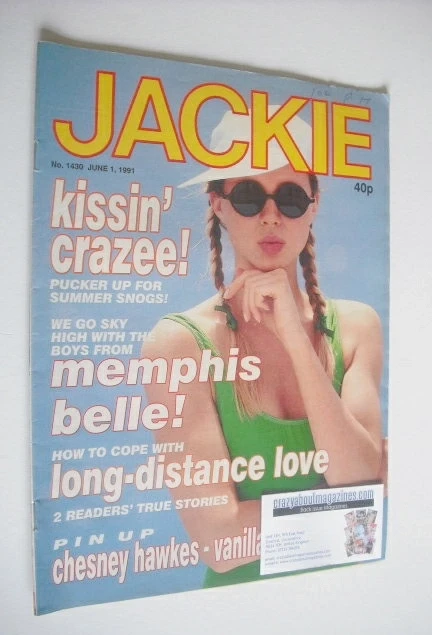 JACKIE
No. 1430 JUNE 1, 1991
40p
kissin'
crazee!
PUCKER UP FOR
SUMMER SNOGS!
WE GO SKY
HIGH WITH THE
BOYS FROM
memphis
belle!
HOW TO COPE WITH
long-distance love
2 READERS' TRUE STORIES
PIN UP
chesney hawkes - vanilla
crazyaboutmagazines.com
Back Issue Magazines